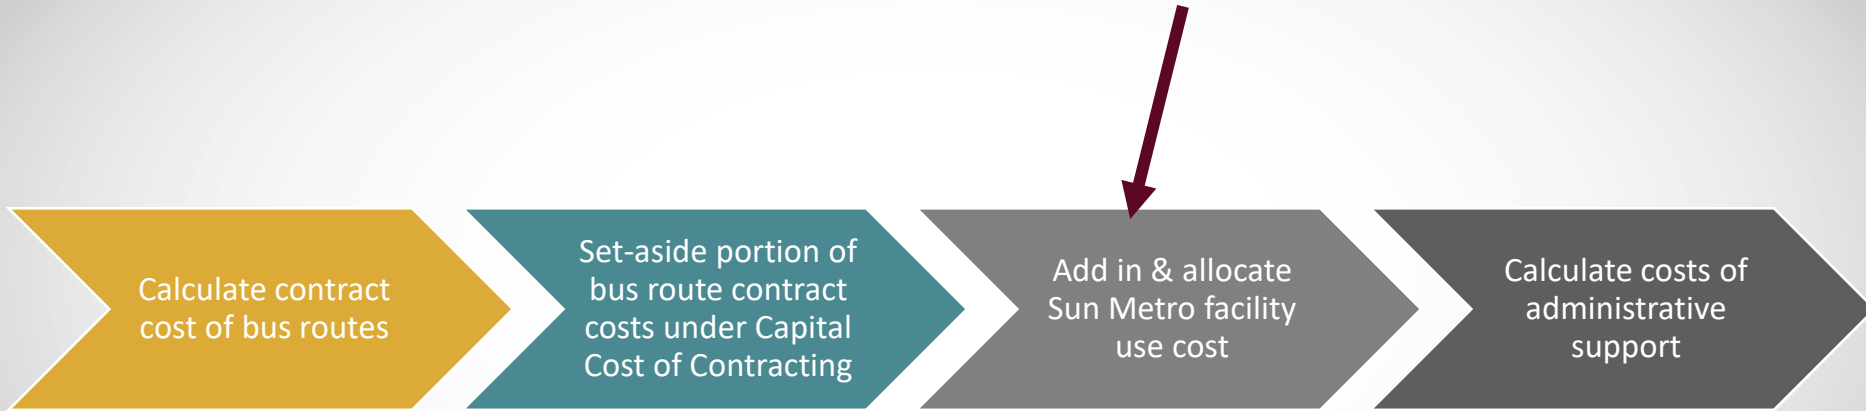 Calculate contract
cost of bus routes
Set-aside portion of
bus route contract
costs under Capital
Cost of Contracting
Add in & allocate
Sun Metro facility
use cost
Calculate costs of
administrative
support